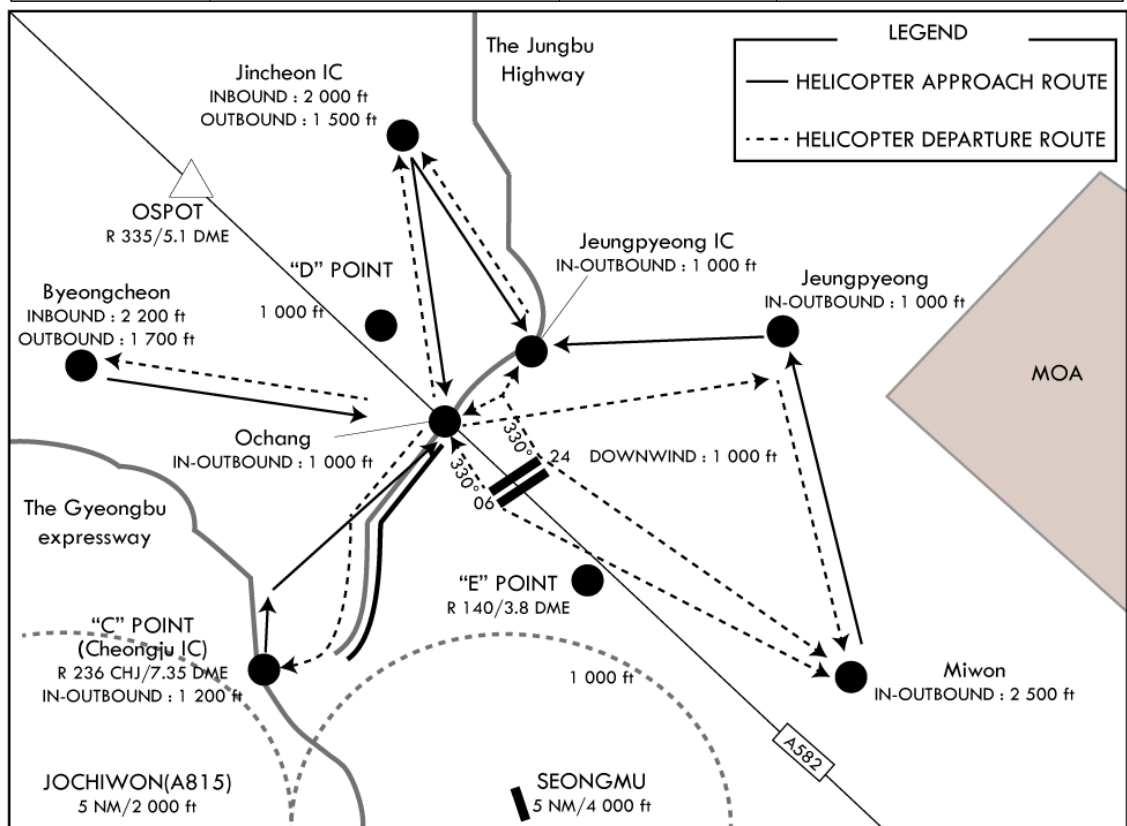 The Jungbu
Highway
LEGEND
HELICOPTER APPROACH ROUTE
HELICOPTER DEPARTURE ROUTE
Jincheon IC
INBOUND : 2 000 ft
OUTBOUND : 1 500 ft
OSPOT
R 335/5.1 DME
"D" POINT
1 000 ft
Jeungpyeong IC
IN-OUTBOUND : 1 000 ft
Jeungpyeong
IN-OUTBOUND : 1 000 ft
Byeongcheon
INBOUND : 2 200 ft
OUTBOUND : 1 700 ft
MOA
Ochang
IN-OUTBOUND : 1 000 ft
330°
330°
24
06
DOWNWIND : 1 000 ft
The Gyeongbu
expressway
"E" POINT
R 140/3.8 DME
"C" POINT
(Cheongju IC)
R 236 CHJ/7.35 DME
IN-OUTBOUND : 1 200 ft
1 000 ft
Miwon
IN-OUTBOUND : 2 500 ft
A582
JOCHIWON(A815)
5 NM/2 000 ft
SEONGMU
5 NM/4 000 ft